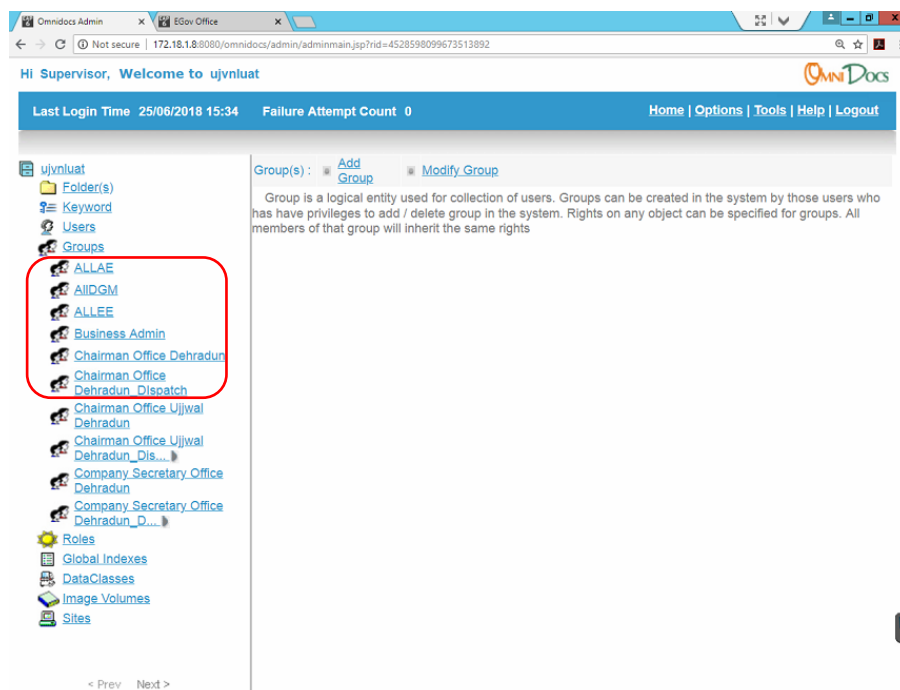 Omnidocs Admin
EGov Office
Not secure | 172.18.1.8:8080/omnidocs/admin/adminmain.jsp?rid=4528598099673513892
Hi Supervisor, Welcome to ujvnluat
OMNIDOCS
Last Login Time 25/06/2018 15:34 Failure Attempt Count 0
Home | Options | Tools | Help | Logout
ujvnluat
Folder(s)
Keyword
Users
Groups
ALLAE
AllDGM
ALLEE
Business Admin
Chairman Office Dehradun
Chairman Office
Dehradun_DIspatch
Chairman Office Ujjwal
Dehradun
Chairman Office Ujjwal
Dehradun_Dis...
Company Secretary Office
Dehradun
Company Secretary Office
Dehradun_D...
Roles
Global Indexes
DataClasses
Image Volumes
Sites
< Prev Next >
Group(s) : Add
Group
Modify Group
Group is a logical entity used for collection of users. Groups can be created in the system by those users who
has have privileges to add / delete group in the system. Rights on any object can be specified for groups. All
members of that group will inherit the same rights